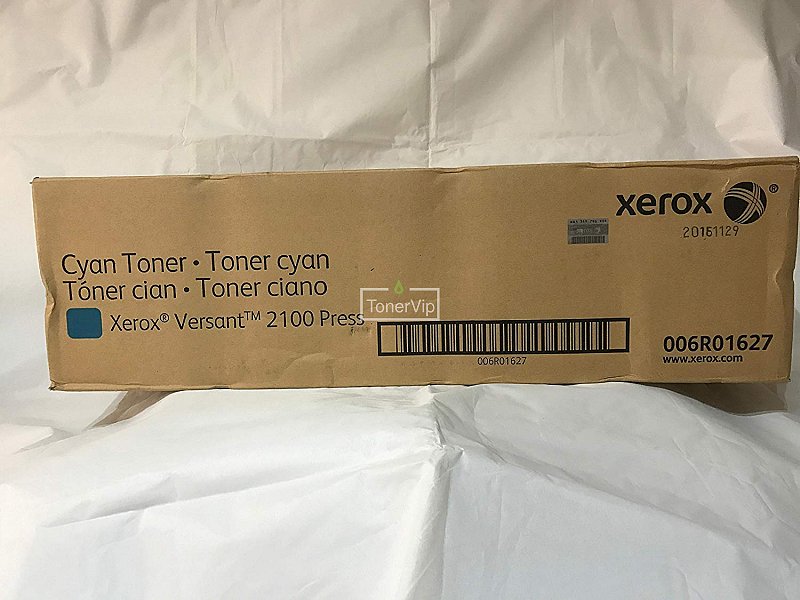 xerox ®
20151129
Cyan Toner • Toner cyan
Tóner cian • Toner ciano
Xerox® Versant™ 2100 Press
TonerVip
006R01627
006R01627
www.xerox.com